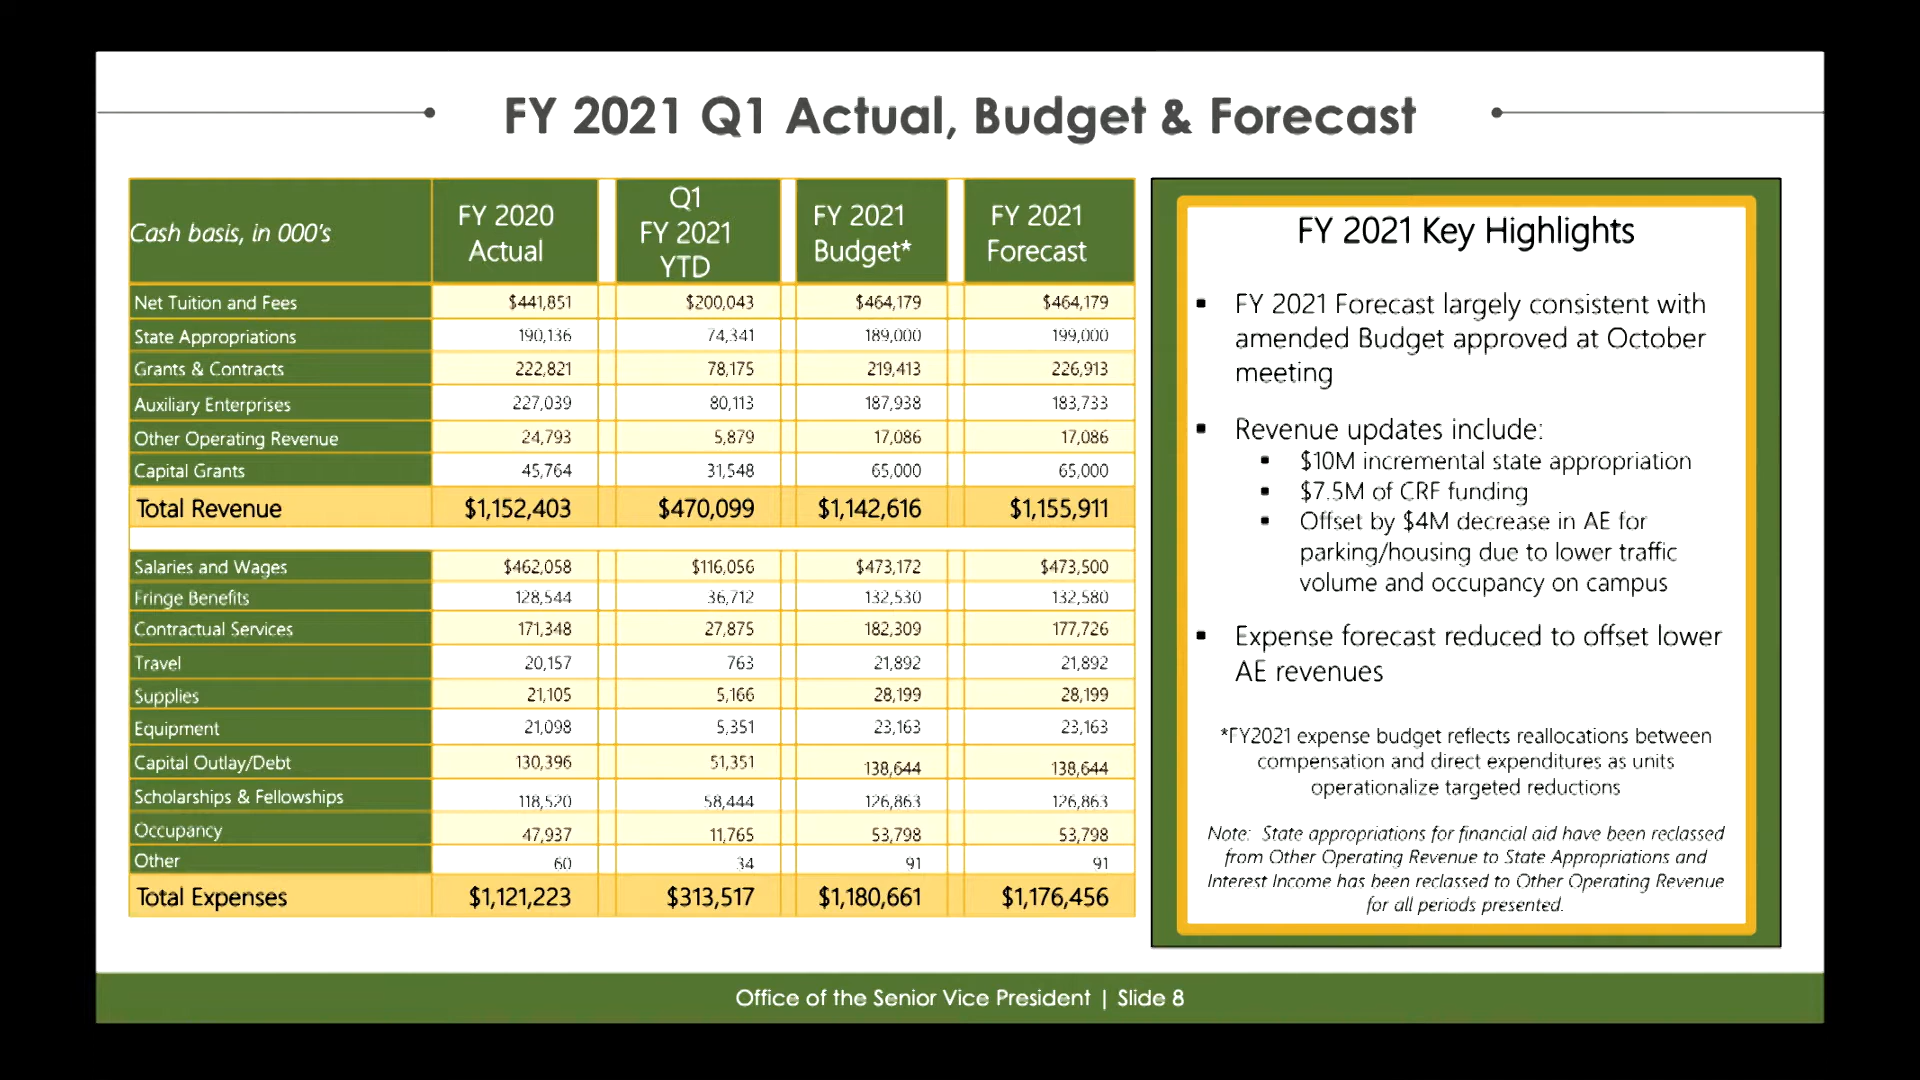 FY 2021 Q1 Actual, Budget & Forecast
Cash basis, in 000's FY 2020 Actual Q1 FY 2021 YTD FY 2021 Budget* FY 2021 Forecast
Net Tuition and Fees $441,851 $200,043 $464,179 $464,179
State Appropriations 190,136 74,341 189,000 199,000
Grants & Contracts 222,821 78,175 219,413 226,913
Auxiliary Enterprises 227,039 80,113 187,938 183,733
Other Operating Revenue 24,793 5,879 17,086 17,086
Capital Grants 45,764 31,548 65,000 65,000
Total Revenue $1,152,403 $470,099 $1,142,616 $1,155,911
Salaries and Wages $462,058 $116,056 $473,172 $473,500
Fringe Benefits 128,544 36,712 132,530 132,580
Contractual Services 171,348 27,875 182,309 177,726
Travel 20,157 763 21,892 21,892
Supplies 21,105 5,166 28,199 28,199
Equipment 21,098 5,351 23,163 23,163
Capital Outlay/Debt 130,396 51,351 138,644 138,644
Scholarships & Fellowships 118,520 58,444 126,863 126,863
Occupancy 47,937 11,765 53,798 53,798
Other 60 34 91 91
Total Expenses $1,121,223 $313,517 $1,180,661 $1,176,456
FY 2021 Key Highlights
▪ FY 2021 Forecast largely consistent with
amended Budget approved at October
meeting
▪ Revenue updates include:
▪ $10M incremental state appropriation
▪ $7.5M of CRF funding
▪ Offset by $4M decrease in AE for
parking/housing due to lower traffic
volume and occupancy on campus
▪ Expense forecast reduced to offset lower
AE revenues
*FY2021 expense budget reflects reallocations between
compensation and direct expenditures as units
operationalize targeted reductions
Note: State appropriations for financial aid have been reclassed
from Other Operating Revenue to State Appropriations and
Interest Income has been reclassed to Other Operating Revenue
for all periods presented.
Office of the Senior Vice President | Slide 8